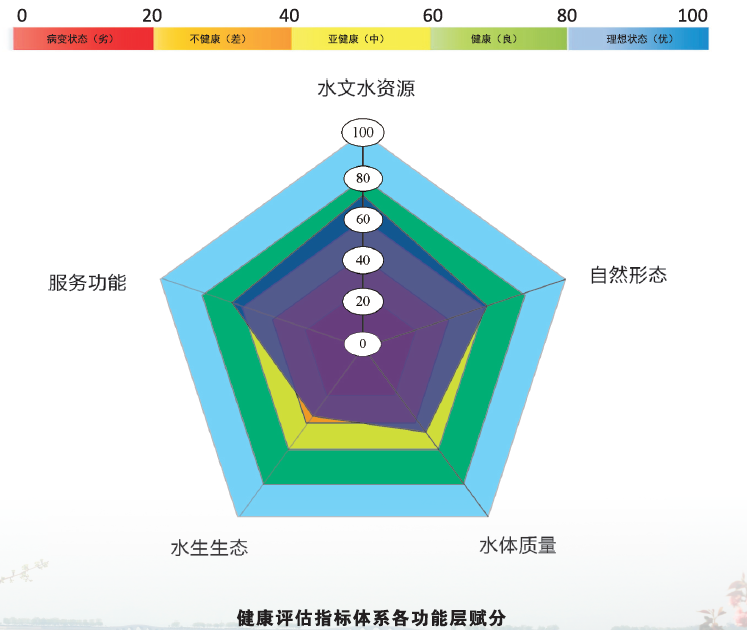 0 20 40 60 80 100
病变状态（劣） 不健康（差） 亚健康（中） 健康（良） 理想状态（优）
水文水资源
100
80
60
40
20
0
服务功能 自然形态
水生生态 水体质量
健康评估指标体系各功能层赋分